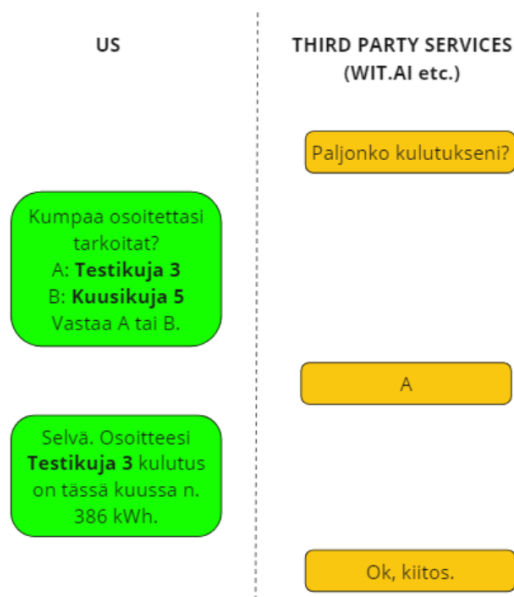 US
THIRD PARTY SERVICES
(WIT.AI etc.)
Paljonko kulutukseni?
Kumpaa osoitettasi
tarkoitat?
A: Testikuja 3
B: Kuusikuja 5
Vastaa A tai B.
A
Selvä. Osoitteesi
Testikuja 3 kulutus
on tässä kuussa n.
386 kWh.
Ok, kiitos.